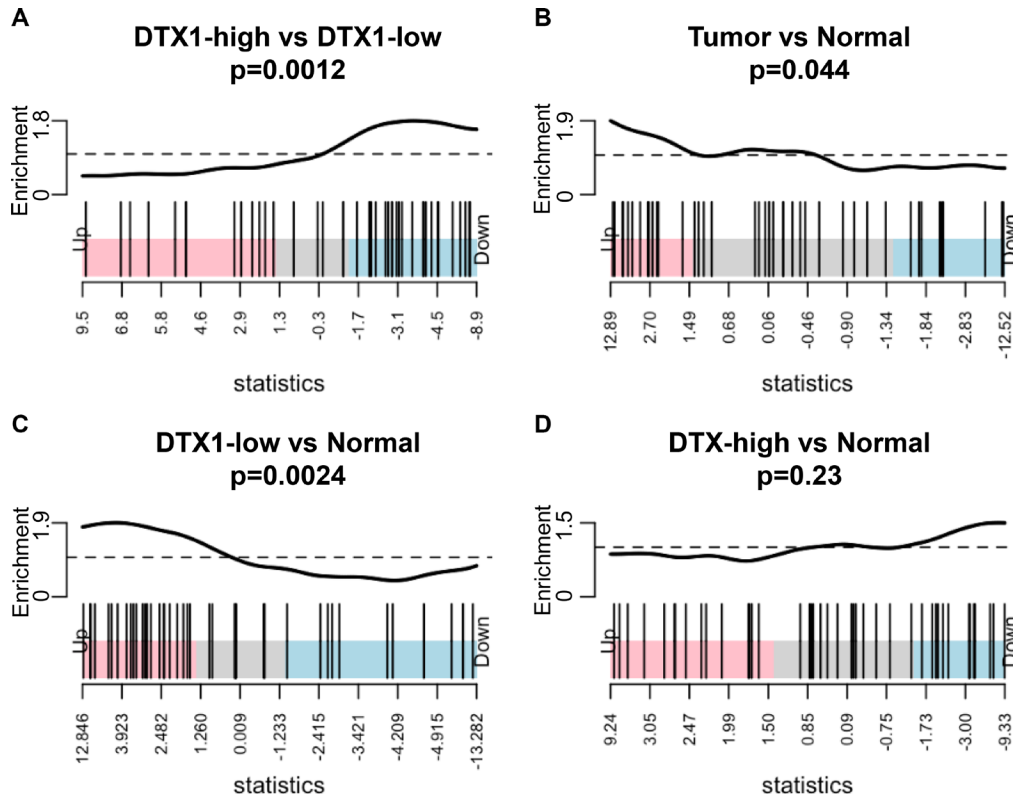 A
DTX1-high vs DTX1-low
p=0.0012
Enrichment
0 1.8
Up
Down
9.5 6.8 5.8 4.6 2.9 1.3 -0.3 -1.7 -3.1 -4.5 -8.9
statistics
B
Tumor vs Normal
p=0.044
Enrichment
0 1.9
Up
Down
12.89 2.70 1.49 0.68 0.06 -0.46 -0.90 -1.34 -1.84 -2.83 -12.52
statistics
C
DTX1-low vs Normal
p=0.0024
Enrichment
0 1.9
Up
Down
12.846 3.923 2.482 1.260 0.009 -1.233 -2.415 -3.421 -4.209 -4.915 -13.282
statistics
D
DTX-high vs Normal
p=0.23
Enrichment
0 1.5
Up
Down
9.24 3.05 2.47 1.99 1.50 0.85 0.09 -0.75 -1.73 -3.00 -9.33
statistics